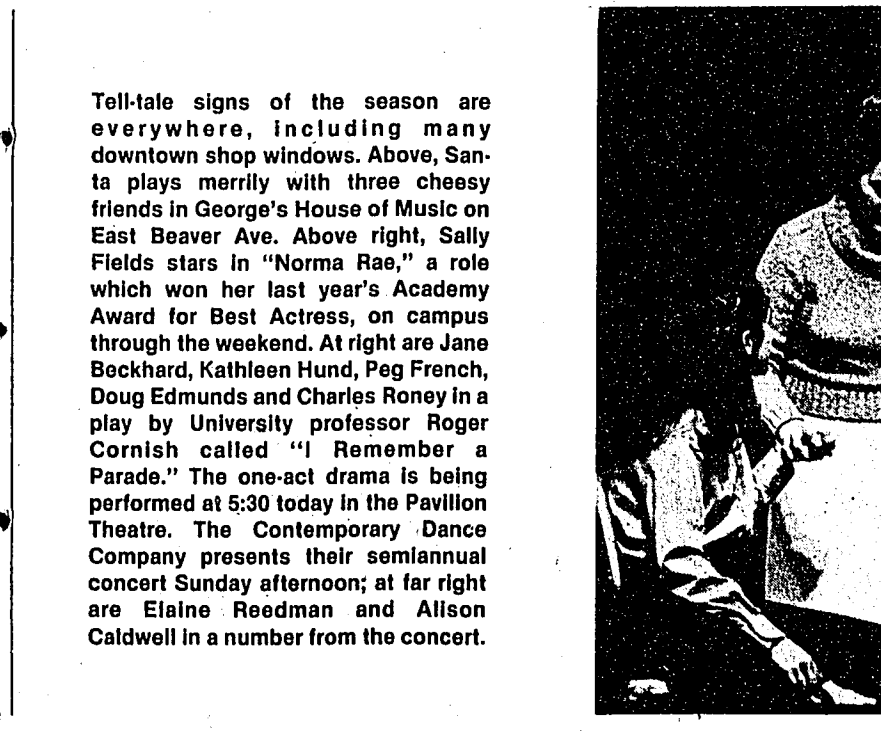 Tell-tale signs of the season are
everywhere, including many
downtown shop windows. Above, San-
ta plays merrily with three cheesy
friends in George's House of Music on
East Beaver Ave. Above right, Sally
Fields stars in "Norma Rae," a role
which won her last year's Academy
Award for Best Actress, on campus
through the weekend. At right are Jane
Beckhard, Kathleen Hund, Peg French,
Doug Edmunds and Charles Roney in a
play by University professor Roger
Cornish called "I Remember a
Parade." The one-act drama is being
performed at 5:30 today in the Pavilion
Theatre. The Contemporary Dance
Company presents their semiannual
concert Sunday afternoon; at far right
are Elaine Reedman and Alison
Caldwell in a number from the concert.